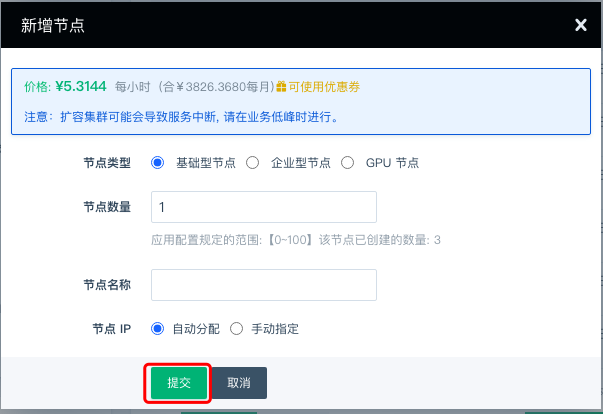 新增节点
价格: ¥5.3144 每小时 (合￥3826.3680每月) 可使用优惠券
注意: 扩容集群可能会导致服务中断, 请在业务低峰时进行。
节点类型 基础型节点 企业型节点 GPU 节点
节点数量 1
应用配置规定的范围:【0~100】该节点已创建的数量: 3
节点名称
节点 IP 自动分配 手动指定
提交 取消